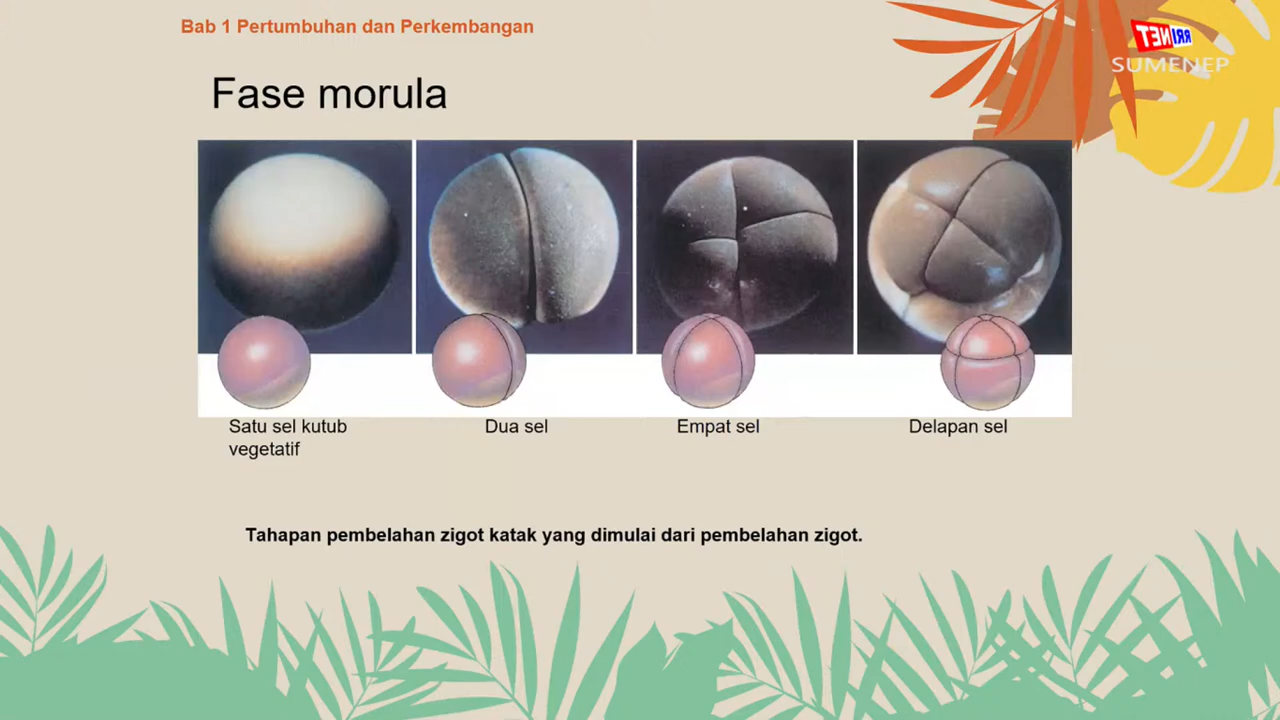 Bab 1 Pertumbuhan dan Perkembangan
RRI NET
SUMENEP
Fase morula
Satu sel kutub
vegetatif
Dua sel
Empat sel
Delapan sel
Tahapan pembelahan zigot katak yang dimulai dari pembelahan zigot.